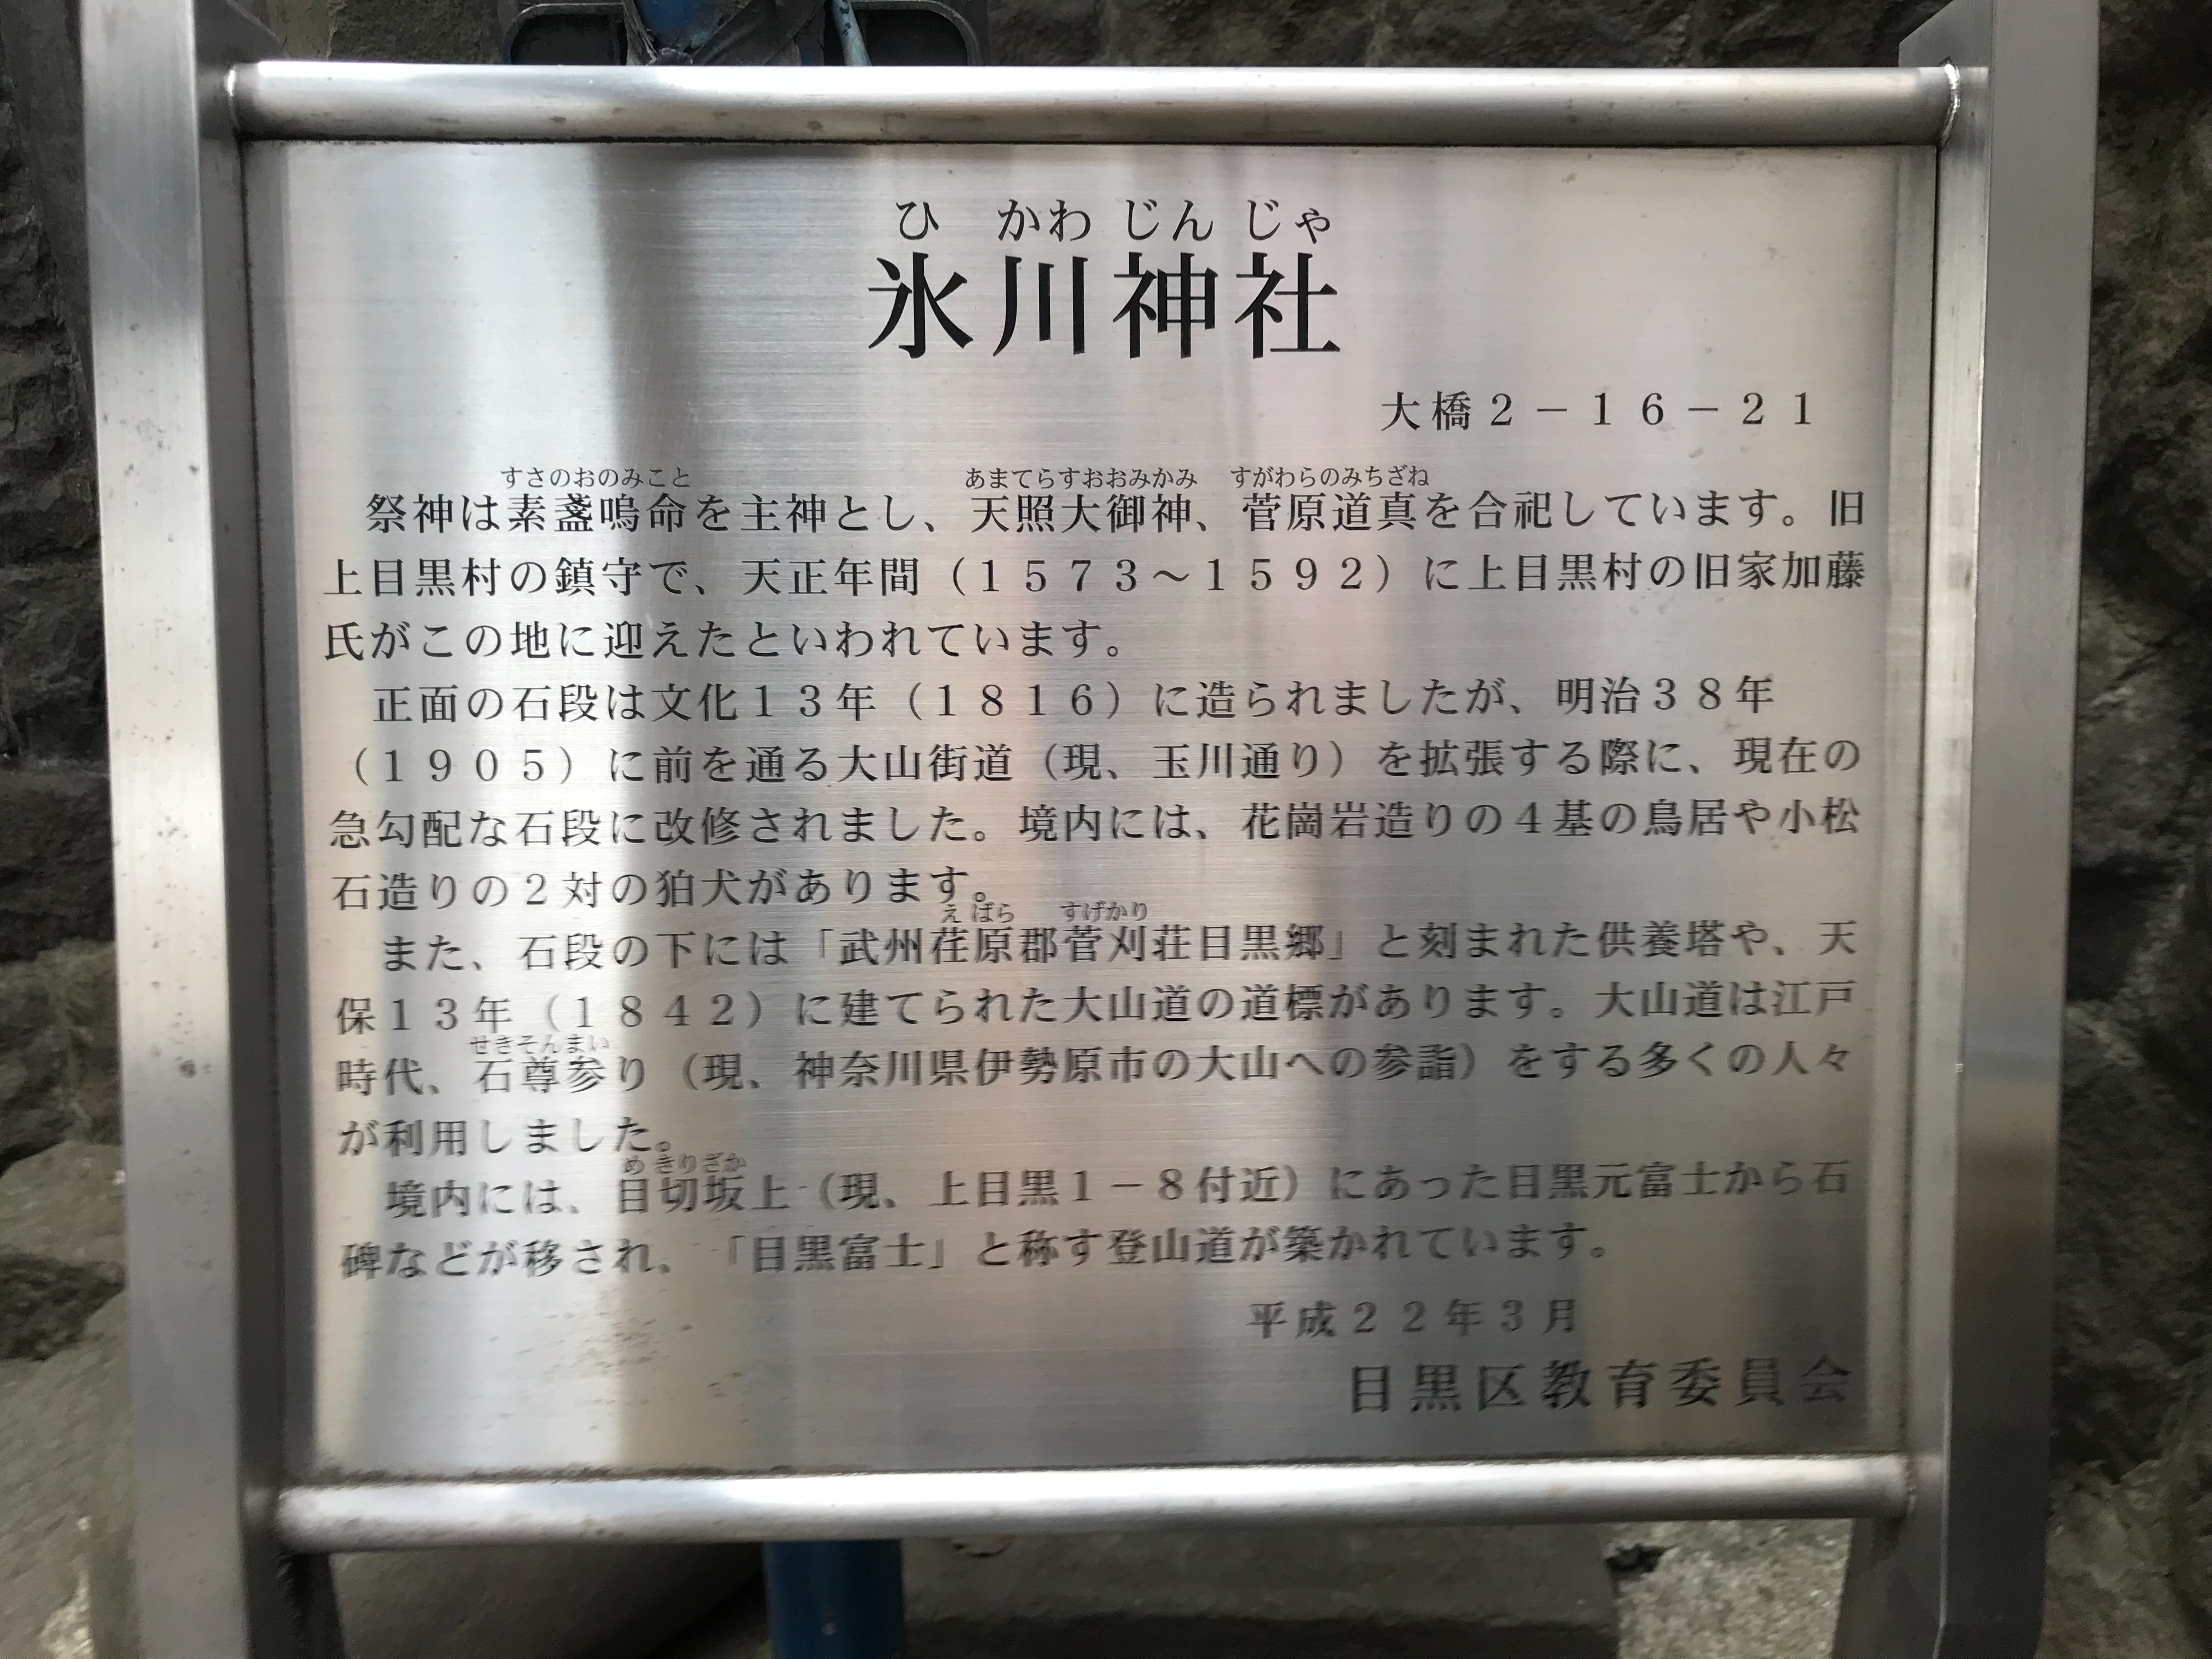 ひ かわ じん じゃ
氷川神社
大橋2－16－21
すさのおのみこと あまてらすおおみかみ すがわらのみちざね
祭神は素盞嗚命を主神とし、天照大御神、菅原道真を合祀しています。旧
上目黒村の鎮守で、天正年間（1573～1592）に上目黒村の旧家加藤
氏がこの地に迎えたといわれています。
正面の石段は文化13年（1816）に造られましたが、明治38年
（1905）に前を通る大山街道（現、玉川通り）を拡張する際に、現在の
急勾配な石段に改修されました。境内には、花崗岩造りの4基の鳥居や小松
石造りの2対の狛犬があります。
え ばら すげかり
また、石段の下には「武州荏原郡菅刈荘目黒郷」と刻まれた供養塔や、天
保13年（1842）に建てられた大山道の道標があります。大山道は江戸
せきそんまい
時代、石尊参り（現、神奈川県伊勢原市の大山への参詣）をする多くの人々
が利用しました。
め きりざか
境内には、目切坂上（現、上目黒1－8付近）にあった目黒元富士から石
碑などが移され、「目黒富士」と称す登山道が築かれています。
平成22年3月
目黒区教育委員会